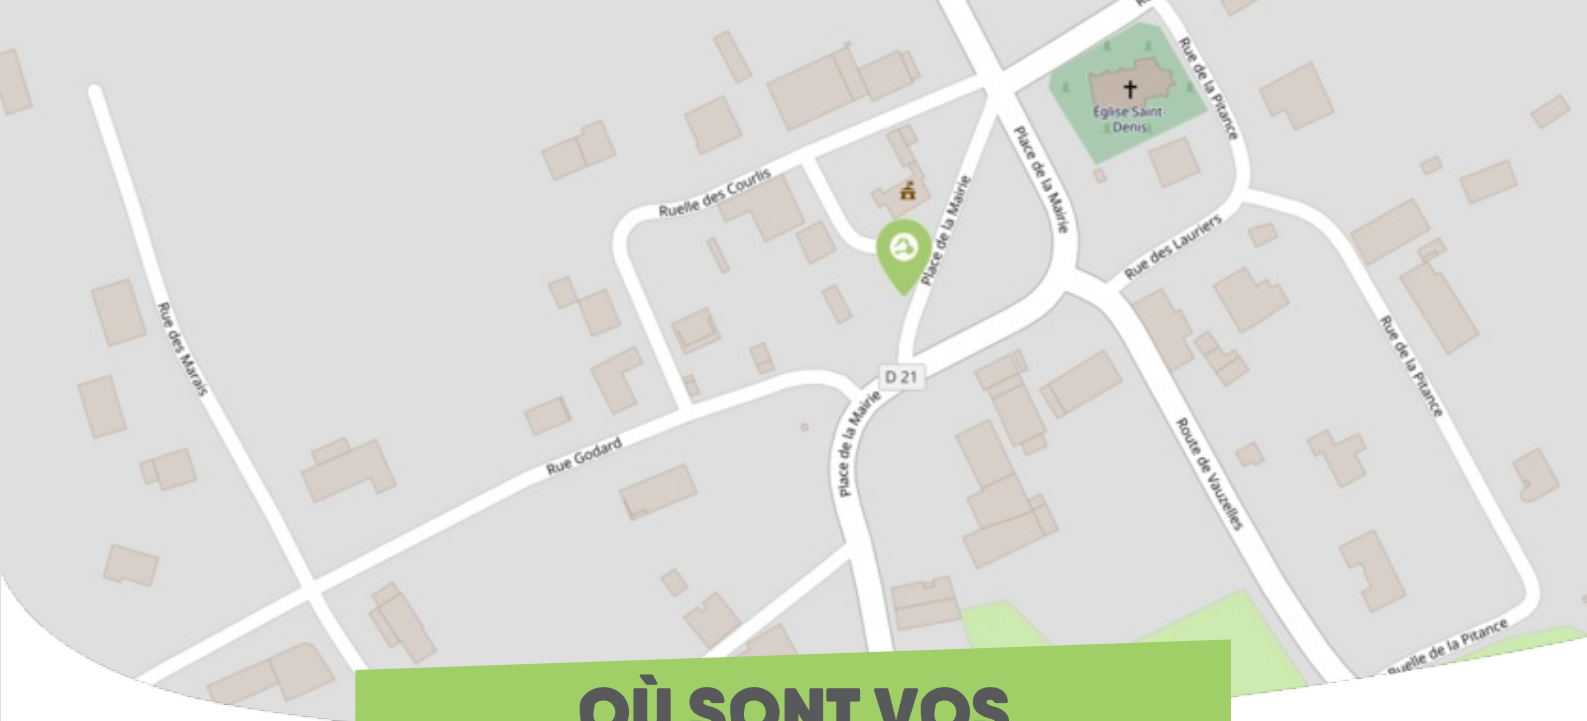 Rue de la Pitance
Église Saint-
Denis
Place de la Mairie
Ruelle des Courlis
Place de la Mairie
Rue des Lauriers
Rue des Marais
Rue de la Pitance
D 21
Place de la Mairie
Rue Godard
Route de Vauzelles
Ruelle de la Pitance
OÙ SONT VOS